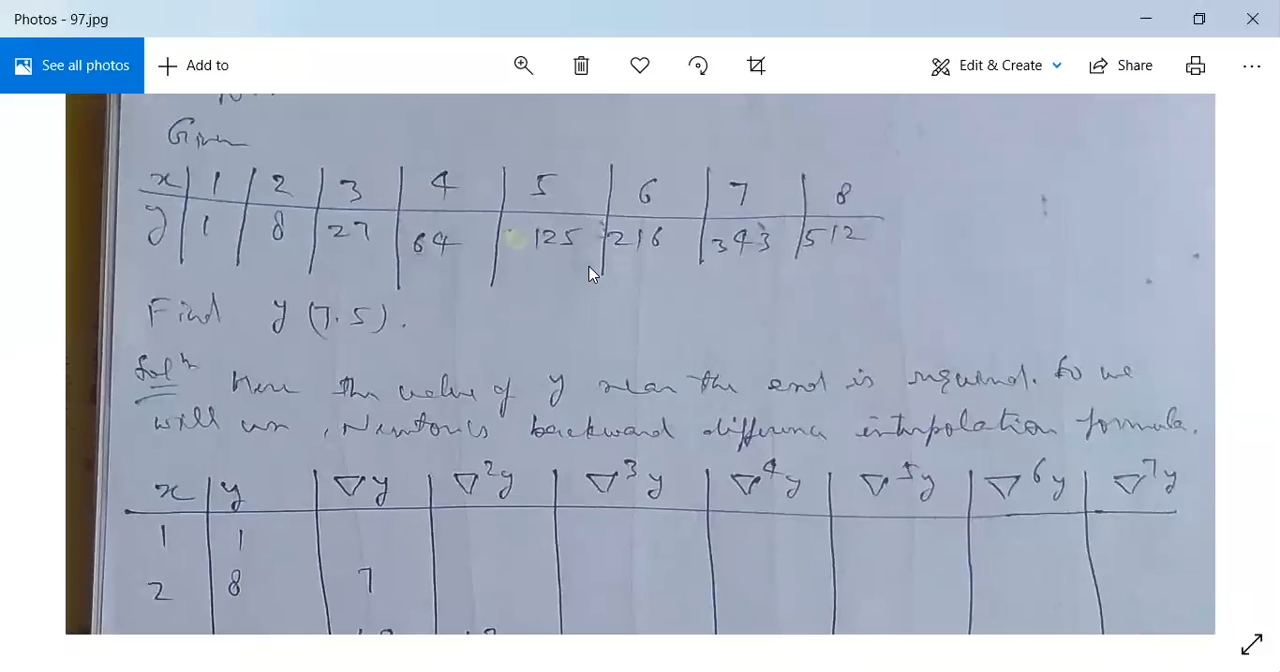 Photos - 97.jpg
See all photos
Add to
Edit & Create
Share
Given
x 1 2 3 4 5 6 7 8
y 1 8 27 64 125 216 343 512
Find y (7.5).
Solⁿ Here the value of y near the end is required. So we
will use, Newton's backward difference interpolation formula.
x y ∇y ∇²y ∇³y ∇⁴y ∇⁵y ∇⁶y ∇⁷y
1 1
2 8 7